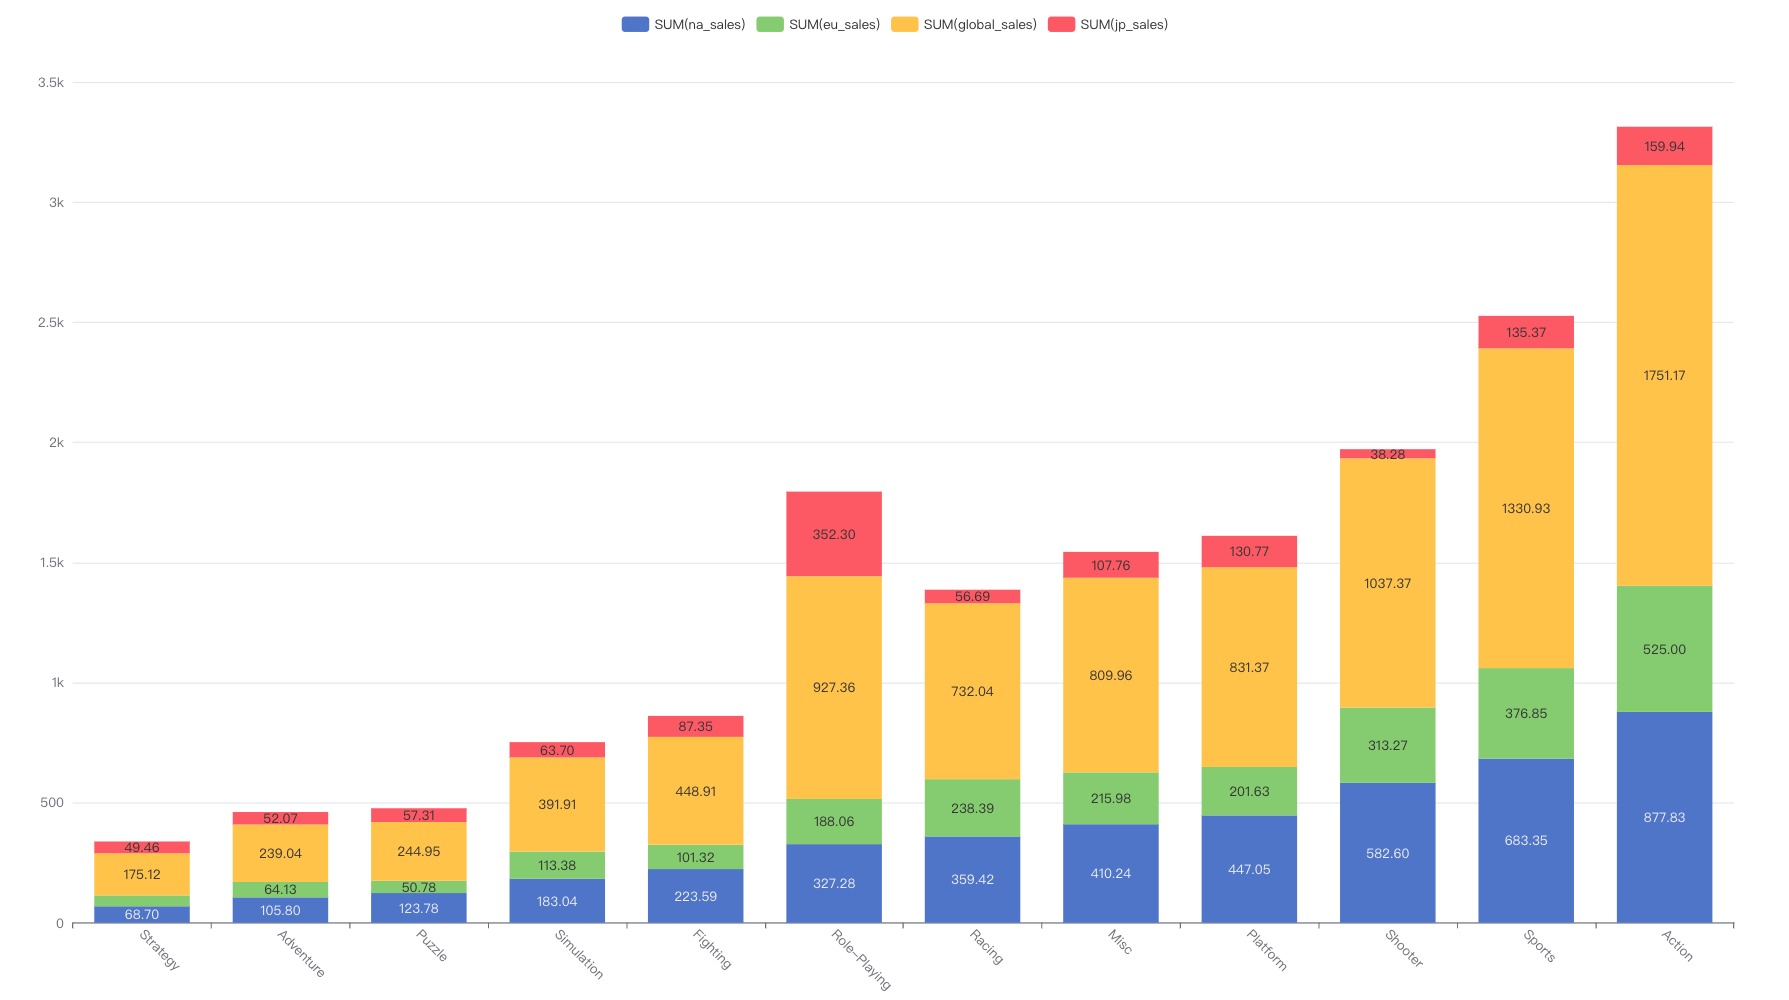 SUM(na_sales) SUM(eu_sales) SUM(global_sales) SUM(jp_sales)
3.5k
3k
2.5k
2k
1.5k
1k
500
0
49.46
175.12
68.70
52.07
239.04
64.13
105.80
57.31
244.95
50.78
123.78
63.70
391.91
113.38
183.04
87.35
448.91
101.32
223.59
352.30
927.36
188.06
327.28
56.69
732.04
238.39
359.42
107.76
809.96
215.98
410.24
130.77
831.37
201.63
447.05
38.28
1037.37
313.27
582.60
135.37
1330.93
376.85
683.35
159.94
1751.17
525.00
877.83
Strategy
Adventure
Puzzle
Simulation
Fighting
Role-Playing
Racing
Misc
Platform
Shooter
Sports
Action